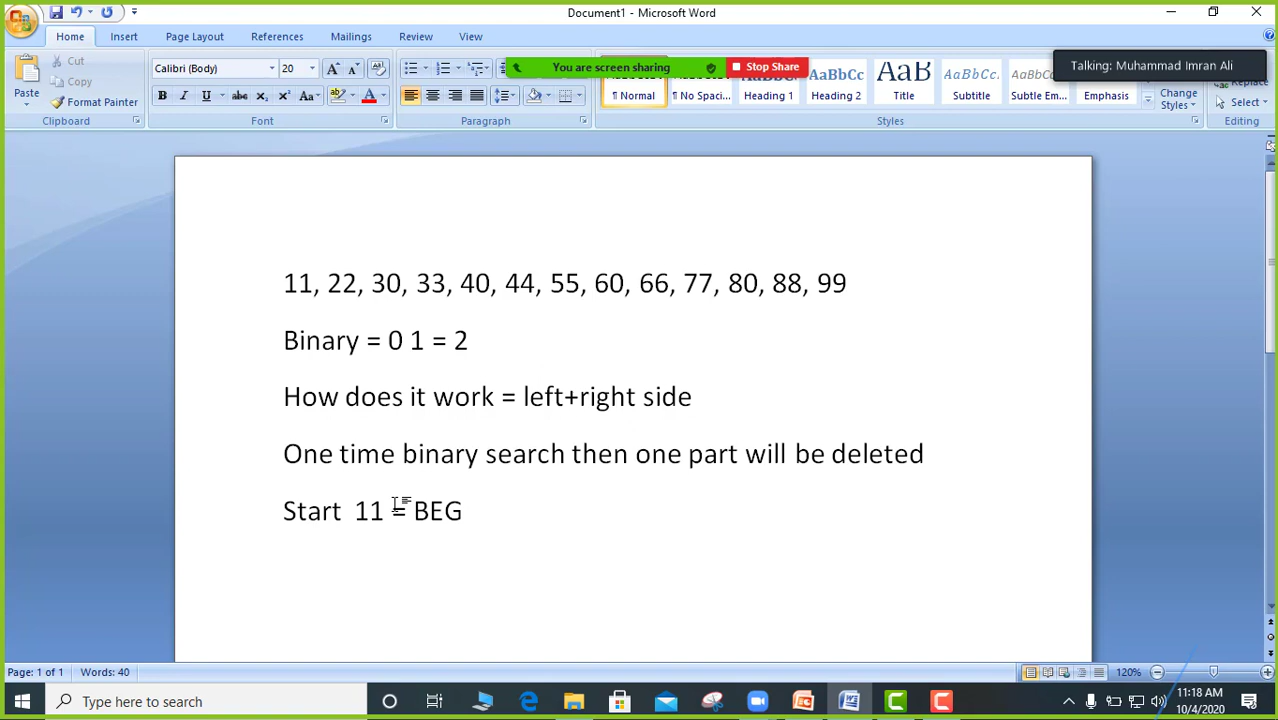 Document1 - Microsoft Word
Home Insert Page Layout References Mailings Review View
You are screen sharing Stop Share
Talking: Muhammad Imran Ali
Paste
Cut
Copy
Format Painter
Calibri (Body) 20
¶ Normal
¶ No Spaci...
Heading 1
AaBbCc
Heading 2
AaB
Title
AaBbCc
Subtitle
Subtle Em...
Emphasis
Change Styles
Replace
Select
Clipboard Font Paragraph Styles Editing
11, 22, 30, 33, 40, 44, 55, 60, 66, 77, 80, 88, 99
Binary = 0 1 = 2
How does it work = left+right side
One time binary search then one part will be deleted
Start 11 = BEG
Page: 1 of 1 Words: 40 120%
Type here to search
11:18 AM
10/4/2020